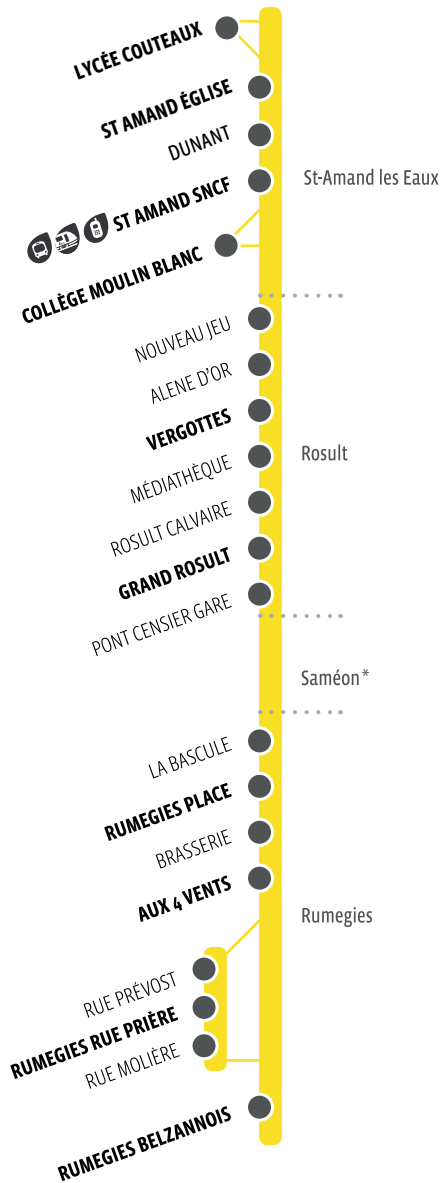 LYCÉE COUTEAUX
ST AMAND ÉGLISE
DUNANT
ST AMAND SNCF
St-Amand les Eaux
COLLÈGE MOULIN BLANC
NOUVEAU JEU
ALENE D'OR
VERGOTTES
Rosult
MÉDIATHÈQUE
ROSULT CALVAIRE
GRAND ROSULT
PONT CENSIER GARE
Saméon*
LA BASCULE
RUMEGIES PLACE
BRASSERIE
AUX 4 VENTS
Rumegies
RUE PRÉVOST
RUMEGIES RUE PRIÈRE
RUE MOLIÈRE
RUMEGIES BELZANNOIS